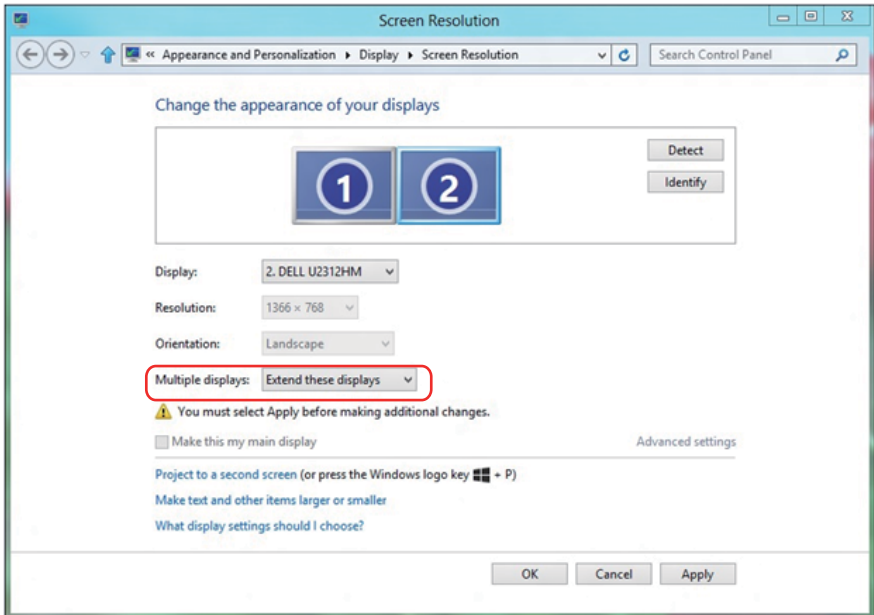 Screen Resolution
« Appearance and Personalization ▸ Display ▸ Screen Resolution Search Control Panel
Change the appearance of your displays
1 2
Detect
Identify
Display: 2. DELL U2312HM
Resolution: 1366 × 768
Orientation: Landscape
Multiple displays: Extend these displays
You must select Apply before making additional changes.
Make this my main display Advanced settings
Project to a second screen (or press the Windows logo key + P)
Make text and other items larger or smaller
What display settings should I choose?
OK Cancel Apply